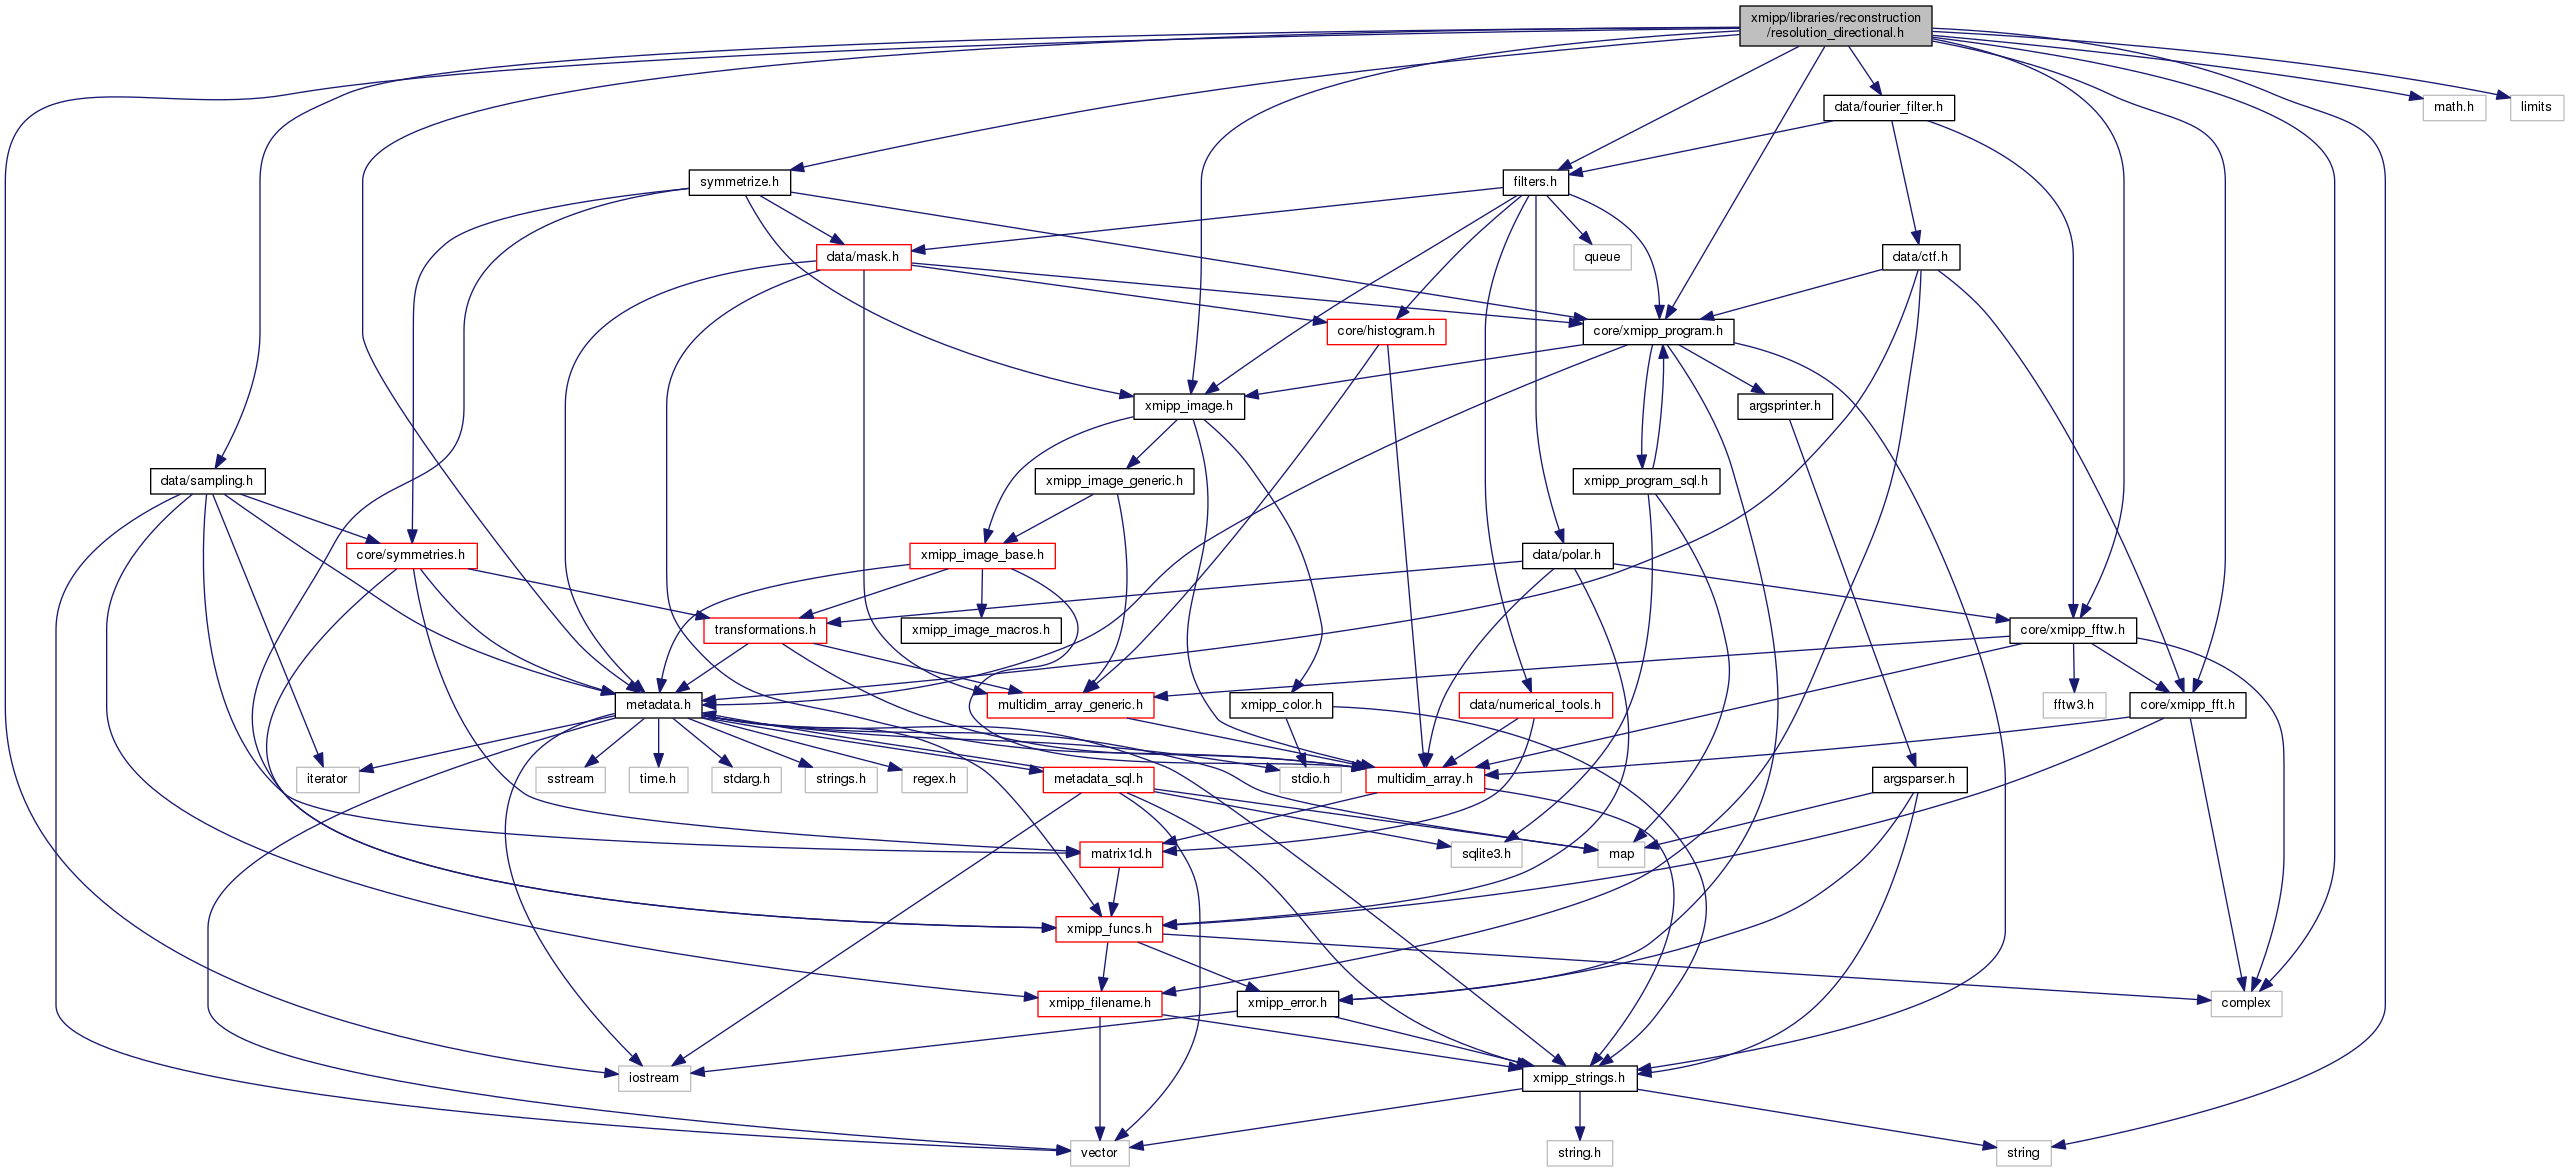 xmipp/libraries/reconstruction
/resolution_directional.h
data/fourier_filter.h
math.h
limits
symmetrize.h
filters.h
data/mask.h
queue
data/ctf.h
core/histogram.h
core/xmipp_program.h
xmipp_image.h
argsprinter.h
data/sampling.h
xmipp_image_generic.h
xmipp_program_sql.h
core/symmetries.h
xmipp_image_base.h
data/polar.h
transformations.h
xmipp_image_macros.h
core/xmipp_fftw.h
metadata.h
multidim_array_generic.h
xmipp_color.h
data/numerical_tools.h
fftw3.h
core/xmipp_fft.h
iterator
sstream
time.h
stdarg.h
strings.h
regex.h
metadata_sql.h
stdio.h
multidim_array.h
argsparser.h
matrix1d.h
sqlite3.h
map
xmipp_funcs.h
xmipp_filename.h
xmipp_error.h
complex
iostream
xmipp_strings.h
vector
string.h
string